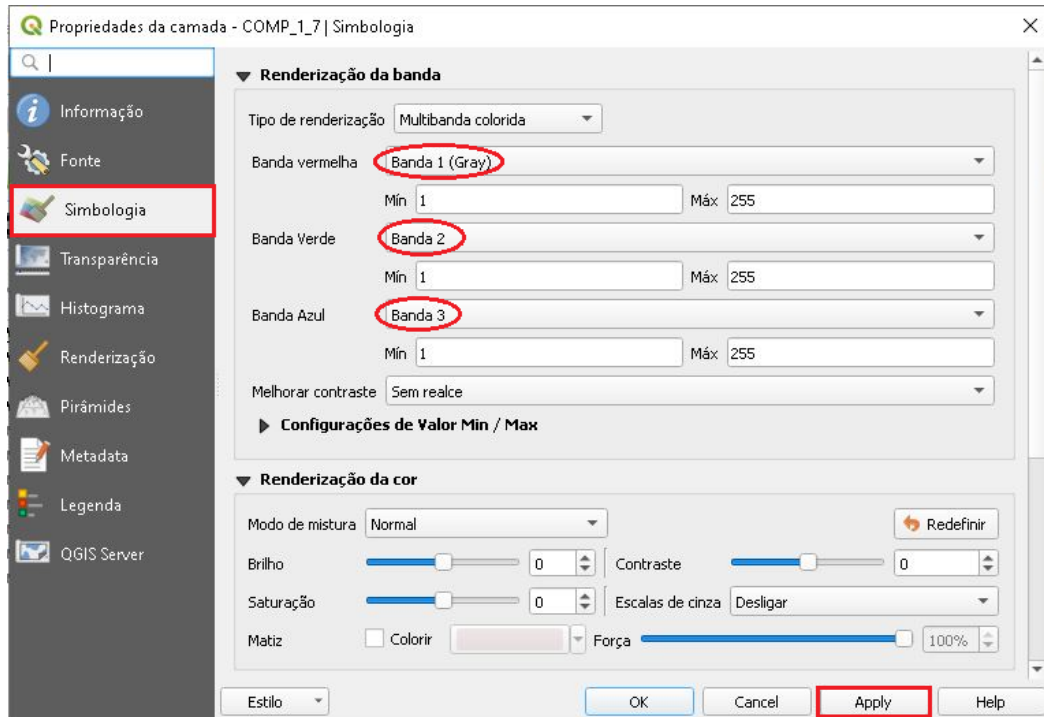 Propriedades da camada - COMP_1_7 | Simbologia
Informação
Fonte
Simbologia
Transparência
Histograma
Renderização
Pirâmides
Metadata
Legenda
QGIS Server
Renderização da banda
Tipo de renderização Multibanda colorida
Banda vermelha Banda 1 (Gray)
Mín 1 Máx 255
Banda Verde Banda 2
Mín 1 Máx 255
Banda Azul Banda 3
Mín 1 Máx 255
Melhorar contraste Sem realce
Configurações de Valor Min / Max
Renderização da cor
Modo de mistura Normal Redefinir
Brilho 0 Contraste 0
Saturação 0 Escalas de cinza Desligar
Matiz Colorir Força 100%
Estilo OK Cancel Apply Help